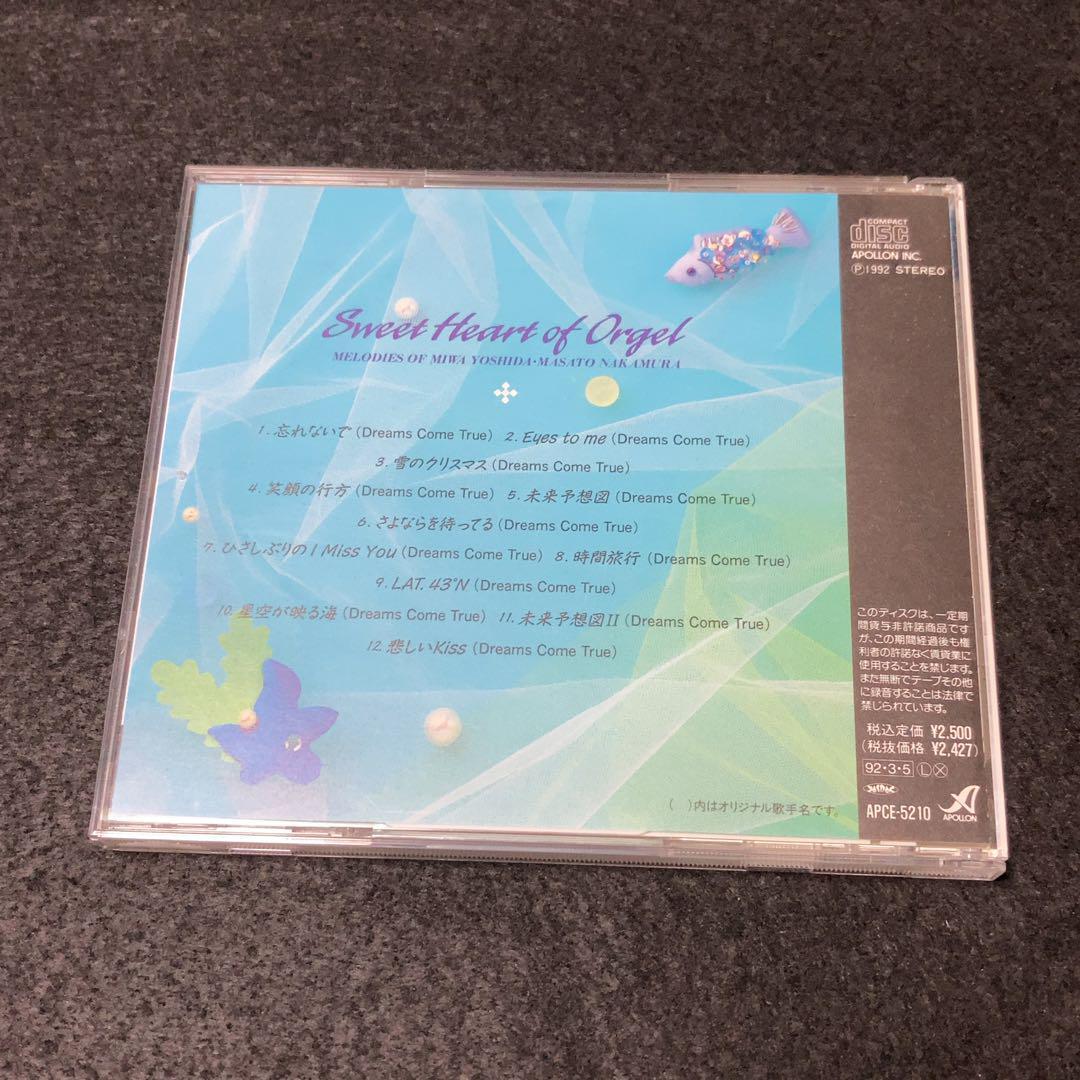 COMPACT
disc
DIGITAL AUDIO
APOLLON INC.
Ⓟ1992 STEREO
Sweet Heart of Orgel
MELODIES OF MIWA YOSHIDA・MASATO NAKAMURA
1. 忘れないで (Dreams Come True) 2. Eyes to me (Dreams Come True)
3. 雪のクリスマス (Dreams Come True)
4. 笑顔の行方 (Dreams Come True) 5. 未来予想図 (Dreams Come True)
6. さよならを待ってる (Dreams Come True)
7. ひさしぶりの I Miss You (Dreams Come True) 8. 時間旅行 (Dreams Come True)
9. LAT. 43°N (Dreams Come True)
10. 星空が映る海 (Dreams Come True) 11. 未来予想図II (Dreams Come True)
12. 悲しいKiss (Dreams Come True)
( )内はオリジナル歌手名です。
このディスクは、一定期
間貸与非許諾商品です
が、この期間経過後も権
利者の許諾なく賃貸業に
使用することを禁じます。
また無断でテープその他
に録音することは法律で
禁じられています。
税込定価 ¥2,500
(税抜価格 ¥2,427)
92・3・5 Ⓛ Ⓧ
APCE-5210
APOLLON